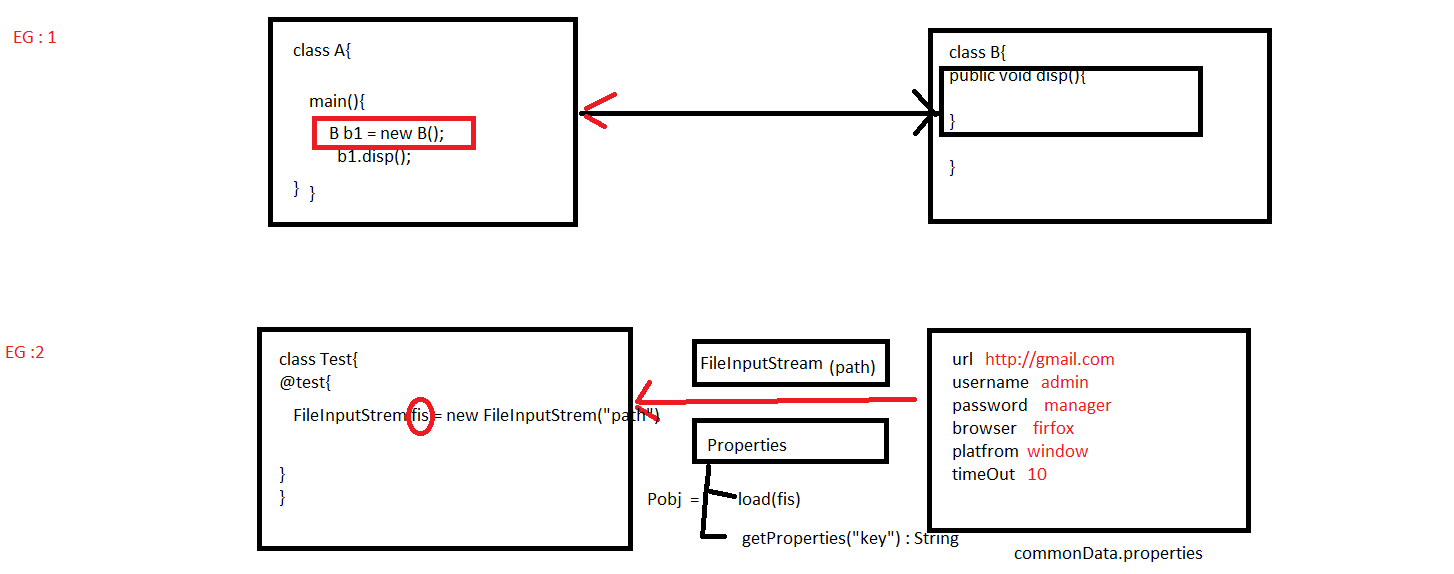 EG : 1
class A{
main(){
B b1 = new B();
b1.disp();
} }
class B{
public void disp(){
}
}
EG :2
class Test{
@test{
FileInputStrem fis = new FileInputStrem("path")
}
}
FileInputStream (path)
Properties
Pobj = load(fis)
getProperties("key") : String
url http://gmail.com
username admin
password manager
browser firfox
platfrom window
timeOut 10
commonData.properties